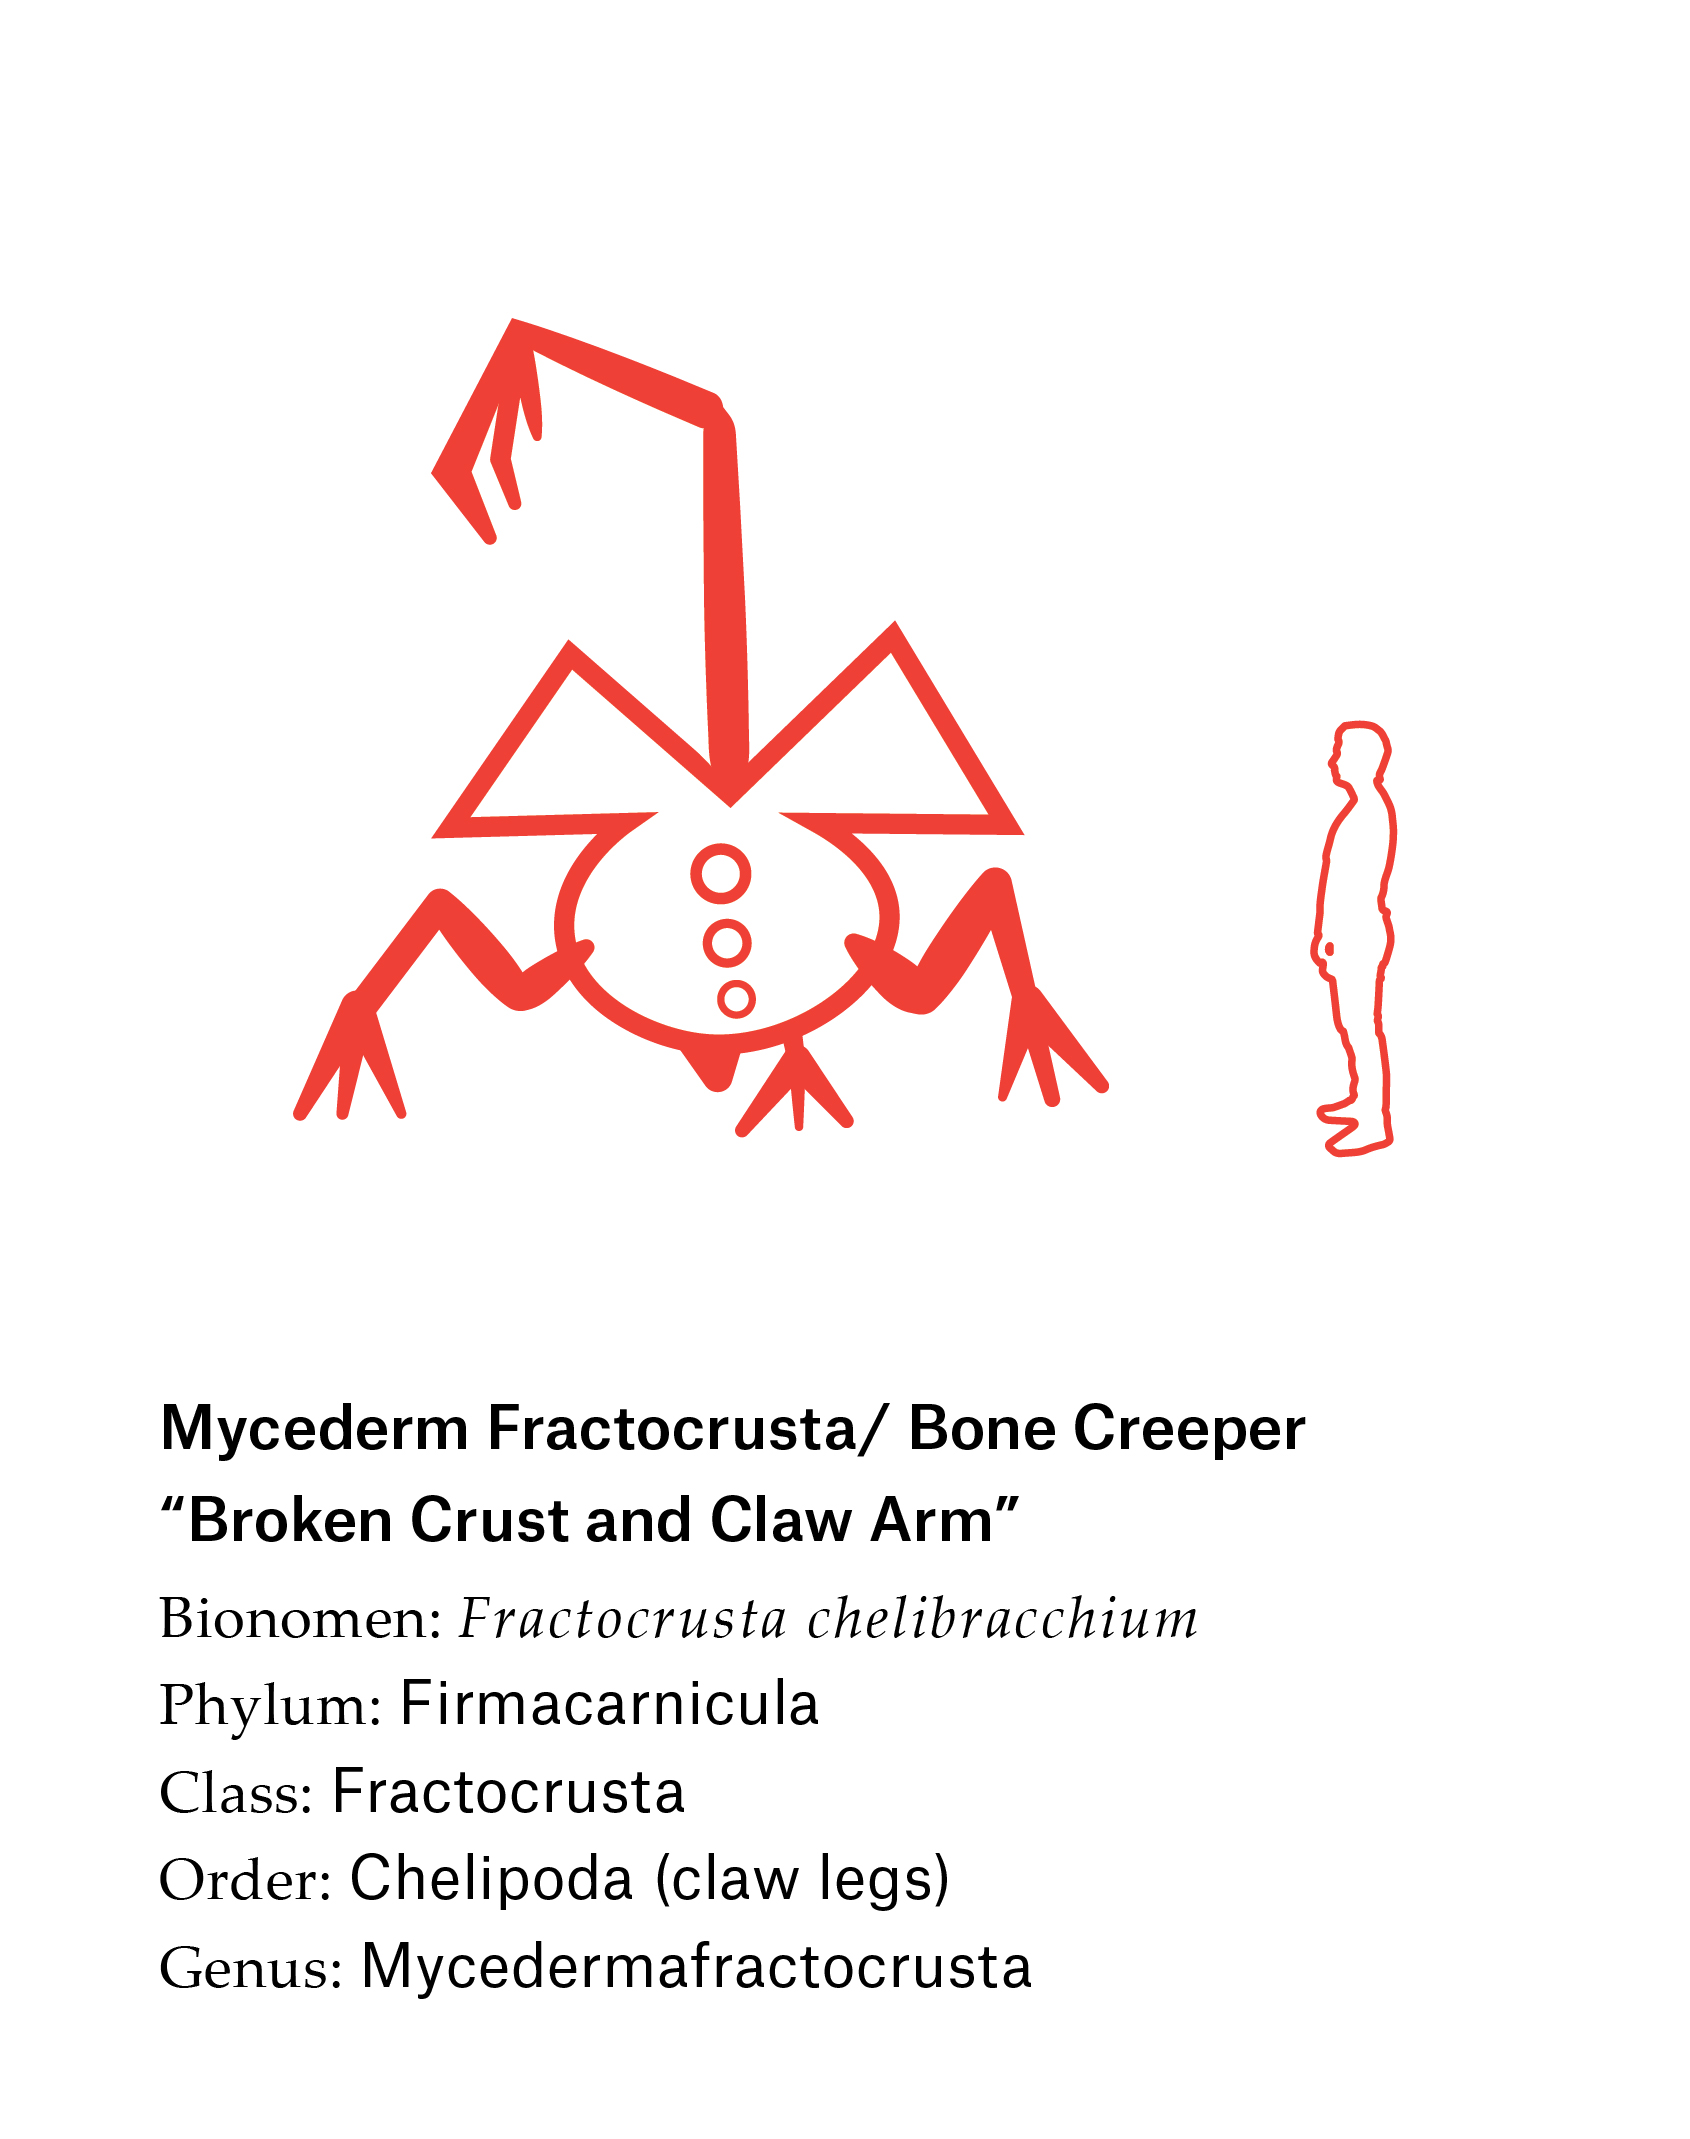 Mycederm Fractocrusta/ Bone Creeper
“Broken Crust and Claw Arm”
Bionomen: Fractocrusta chelibracchium
Phylum: Firmacarnicula
Class: Fractocrusta
Order: Chelipoda (claw legs)
Genus: Mycedermafractocrusta